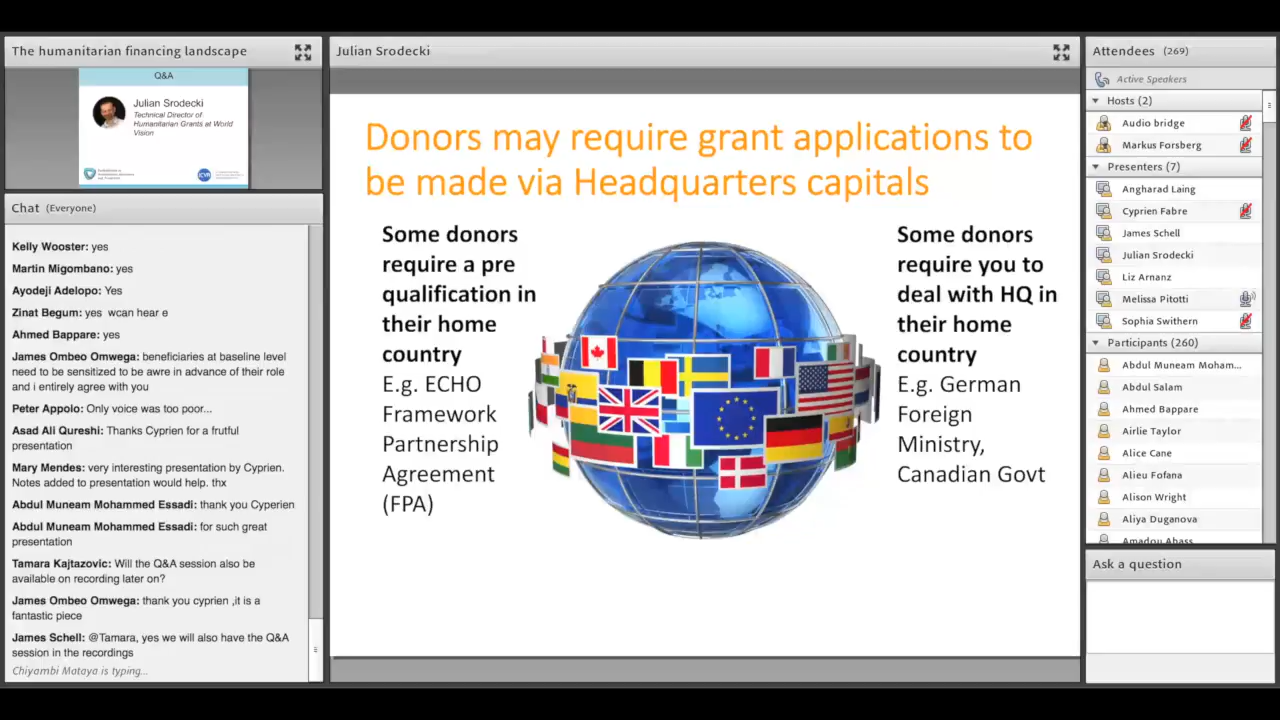 The humanitarian financing landscape
Q&A
Julian Srodecki
Technical Director of
Humanitarian Grants at World
Vision
Chat (Everyone)
Kelly Wooster: yes
Martin Migombano: yes
Ayodeji Adelopo: Yes
Zinat Begum: yes wcan hear e
Ahmed Bappare: yes
James Ombeo Omwega: beneficiaries at baseline level
need to be sensitized to be awre in advance of their role
and i entirely agree with you
Peter Appolo: Only voice was too poor...
Asad Ali Qureshi: Thanks Cyprien for a frutful
presentation
Mary Mendes: very interesting presentation by Cyprien.
Notes added to presentation would help. thx
Abdul Muneam Mohammed Essadi: thank you Cyperien
Abdul Muneam Mohammed Essadi: for such great
presentation
Tamara Kajtazovic: Will the Q&A session also be
available on recording later on?
James Ombeo Omwega: thank you cyprien ,it is a
fantastic piece
James Schell: @Tamara, yes we will also have the Q&A
session in the recordings
Chiyambi Mataya is typing...
Julian Srodecki
Donors may require grant applications to
be made via Headquarters capitals
Some donors
require a pre
qualification in
their home
country
E.g. ECHO
Framework
Partnership
Agreement
(FPA)
Some donors
require you to
deal with HQ in
their home
country
E.g. German
Foreign
Ministry,
Canadian Govt
Attendees (269)
Active Speakers
Hosts (2)
Audio bridge
Markus Forsberg
Presenters (7)
Angharad Laing
Cyprien Fabre
James Schell
Julian Srodecki
Liz Arnanz
Melissa Pitotti
Sophia Swithern
Participants (260)
Abdul Muneam Moham...
Abdul Salam
Ahmed Bappare
Airlie Taylor
Alice Cane
Alieu Fofana
Alison Wright
Aliya Duganova
Amadou Abass
Ask a question